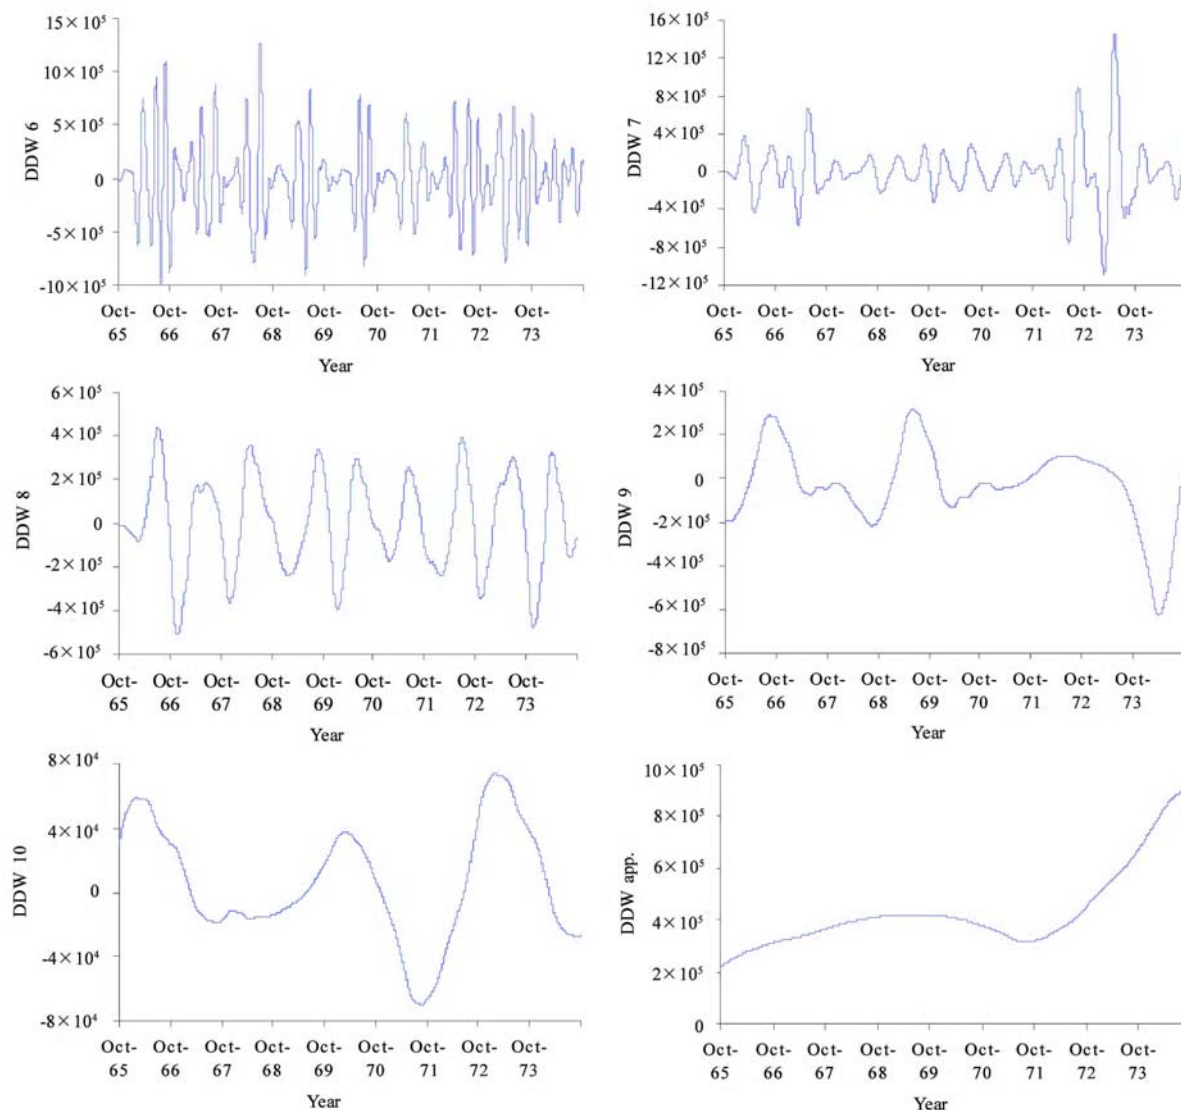 DDW 6
15×10⁵
10×10⁵
5×10⁵
0
-5×10⁵
-10×10⁵
Oct- Oct- Oct- Oct- Oct- Oct- Oct- Oct- Oct-
65 66 67 68 69 70 71 72 73
Year
DDW 7
16×10⁵
12×10⁵
8×10⁵
4×10⁵
0
-4×10⁵
-8×10⁵
-12×10⁵
Oct- Oct- Oct- Oct- Oct- Oct- Oct- Oct- Oct-
65 66 67 68 69 70 71 72 73
Year
DDW 8
6×10⁵
4×10⁵
2×10⁵
0
-2×10⁵
-4×10⁵
-6×10⁵
Oct- Oct- Oct- Oct- Oct- Oct- Oct- Oct- Oct-
65 66 67 68 69 70 71 72 73
Year
DDW 9
4×10⁵
2×10⁵
0
-2×10⁵
-4×10⁵
-6×10⁵
-8×10⁵
Oct- Oct- Oct- Oct- Oct- Oct- Oct- Oct- Oct-
65 66 67 68 69 70 71 72 73
Year
DDW 10
8×10⁴
4×10⁴
0
-4×10⁴
-8×10⁴
Oct- Oct- Oct- Oct- Oct- Oct- Oct- Oct- Oct-
65 66 67 68 69 70 71 72 73
Year
DDW app.
10×10⁵
8×10⁵
6×10⁵
4×10⁵
2×10⁵
0
Oct- Oct- Oct- Oct- Oct- Oct- Oct- Oct- Oct-
65 66 67 68 69 70 71 72 73
Year